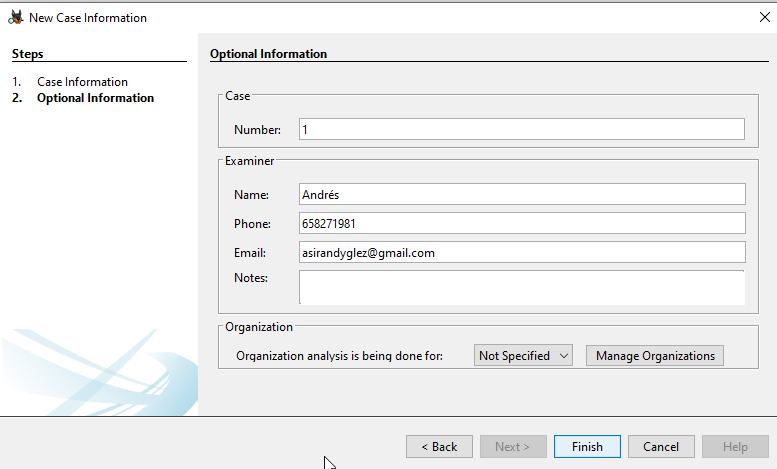 New Case Information
Steps
1. Case Information
2. Optional Information
Optional Information
Case
Number: 1
Examiner
Name: Andrés
Phone: 658271981
Email: asirandyglez@gmail.com
Notes:
Organization
Organization analysis is being done for: Not Specified Manage Organizations
< Back Next > Finish Cancel Help